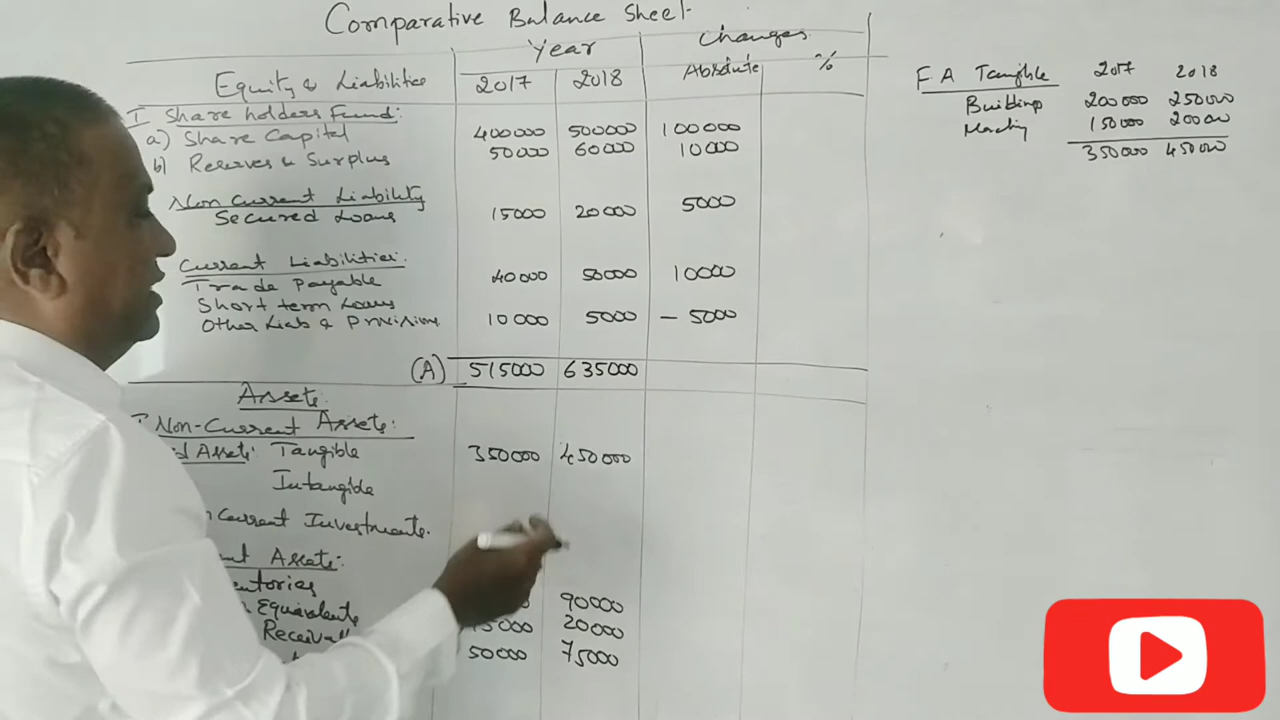 Comparative Balance Sheet
Year Changes
Equity & Liabilities 2017 2018 Absolute %
I Share holders Fund:
a) Share Capital 400000 500000 100000
b) Reserves & Surplus 50000 60000 10000
Non Current Liability
Secured Loans 15000 20000 5000
Current Liabilities:
Trade Payable 40000 50000 10000
Short term Loans
Other Liab & Provisions 10000 5000 - 5000
(A) 515000 635000
Assets
I Non-Current Assets:
Assets: Tangible 350000 450000
Intangible
Current Investments.
Assets:
90000
Equivalents 20000
50000 75000
F A Tangible 2017 2018
Buildings 200000 250000
150000 200000
350000 450000